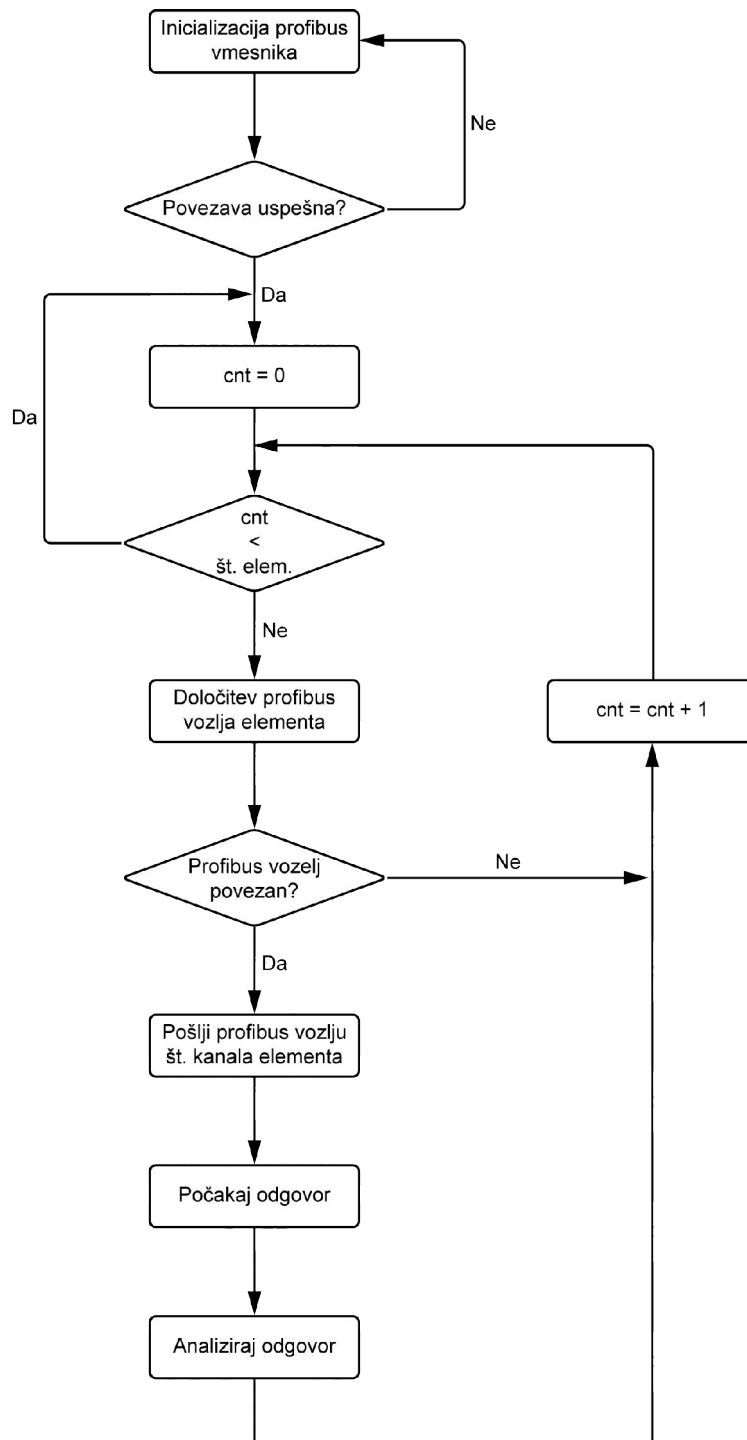 Inicializacija profibus
vmesnika
Ne
Povezava uspešna?
Da
cnt = 0
Da
cnt
<
št. elem.
Ne
Določitev profibus
vozlja elementa
cnt = cnt + 1
Profibus vozelj
povezan?
Ne
Da
Pošlji profibus vozlju
št. kanala elementa
Počakaj odgovor
Analiziraj odgovor